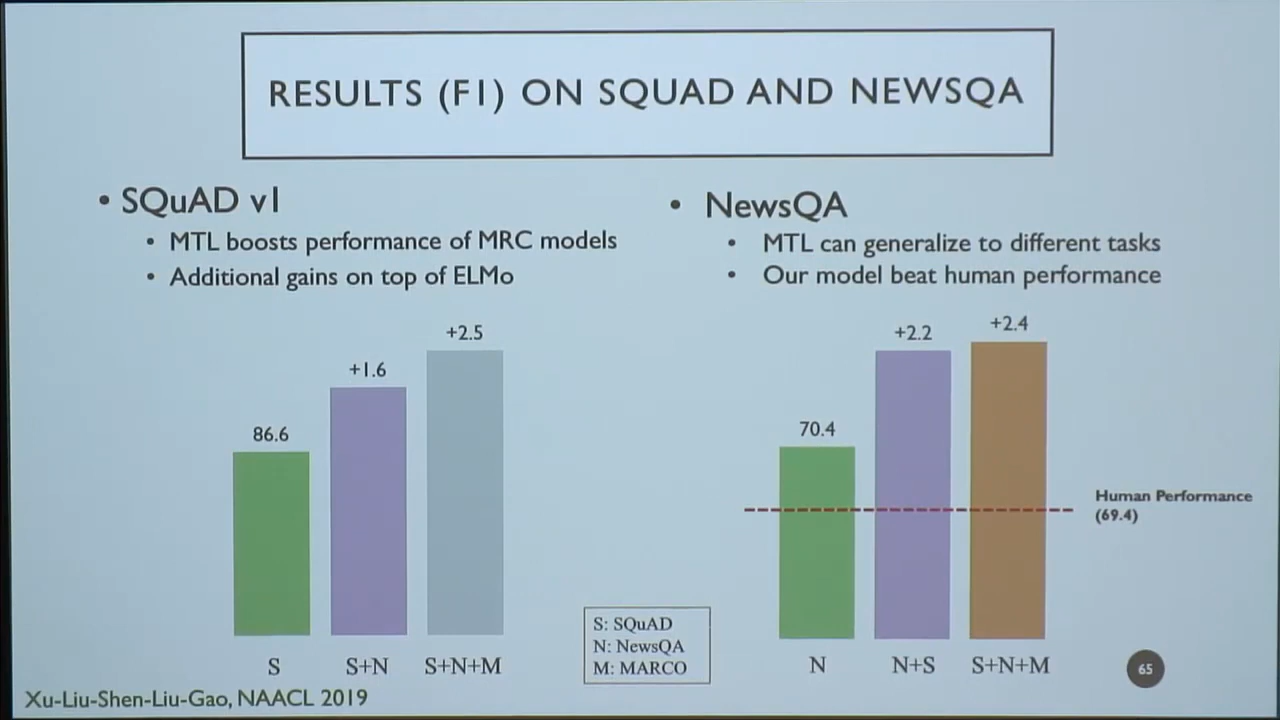 RESULTS (F1) ON SQUAD AND NEWSQA
• SQuAD v1
• MTL boosts performance of MRC models
• Additional gains on top of ELMo
+2.5
+1.6
86.6
S
S+N
S+N+M
• NewsQA
• MTL can generalize to different tasks
• Our model beat human performance
+2.4
+2.2
70.4
Human Performance
(69.4)
N
N+S
S+N+M
S: SQuAD
N: NewsQA
M: MARCO
65
Xu-Liu-Shen-Liu-Gao, NAACL 2019